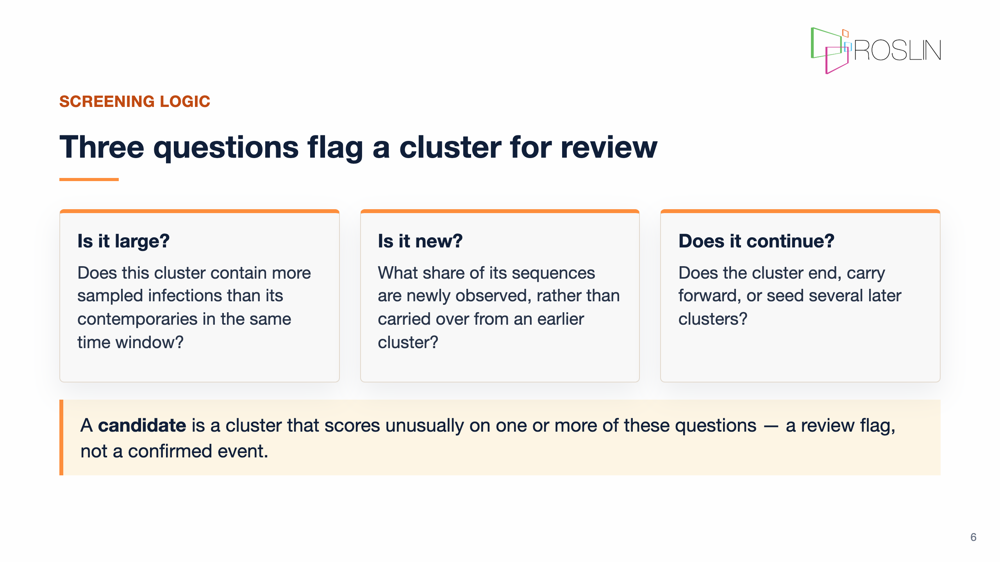 ROSLIN
SCREENING LOGIC
Three questions flag a cluster for review
Is it large?
Does this cluster contain more
sampled infections than its
contemporaries in the same
time window?
Is it new?
What share of its sequences
are newly observed, rather than
carried over from an earlier
cluster?
Does it continue?
Does the cluster end, carry
forward, or seed several later
clusters?
A candidate is a cluster that scores unusually on one or more of these questions — a review flag,
not a confirmed event.
6